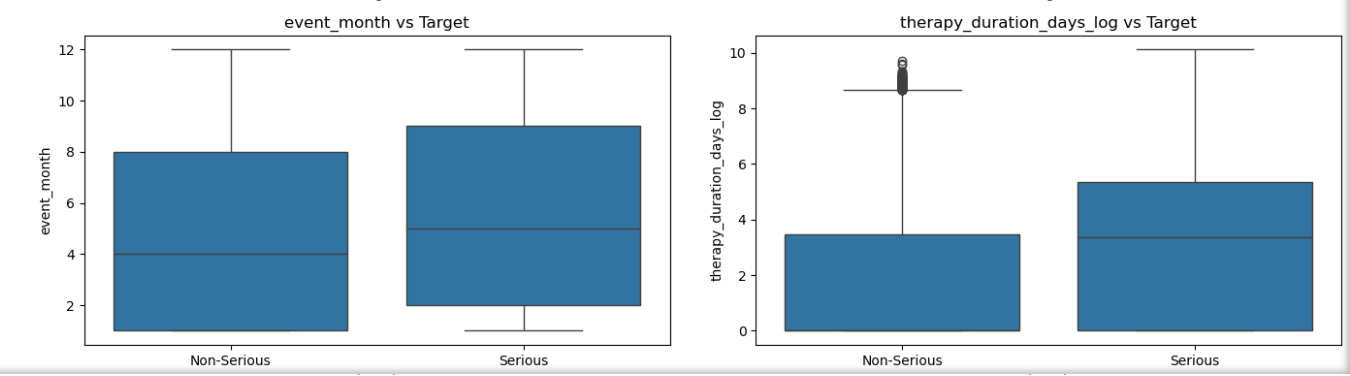 event_month vs Target
12
10
8
6
4
2
event_month
Non-Serious
Serious
therapy_duration_days_log vs Target
10
8
6
4
2
0
therapy_duration_days_log
Non-Serious
Serious